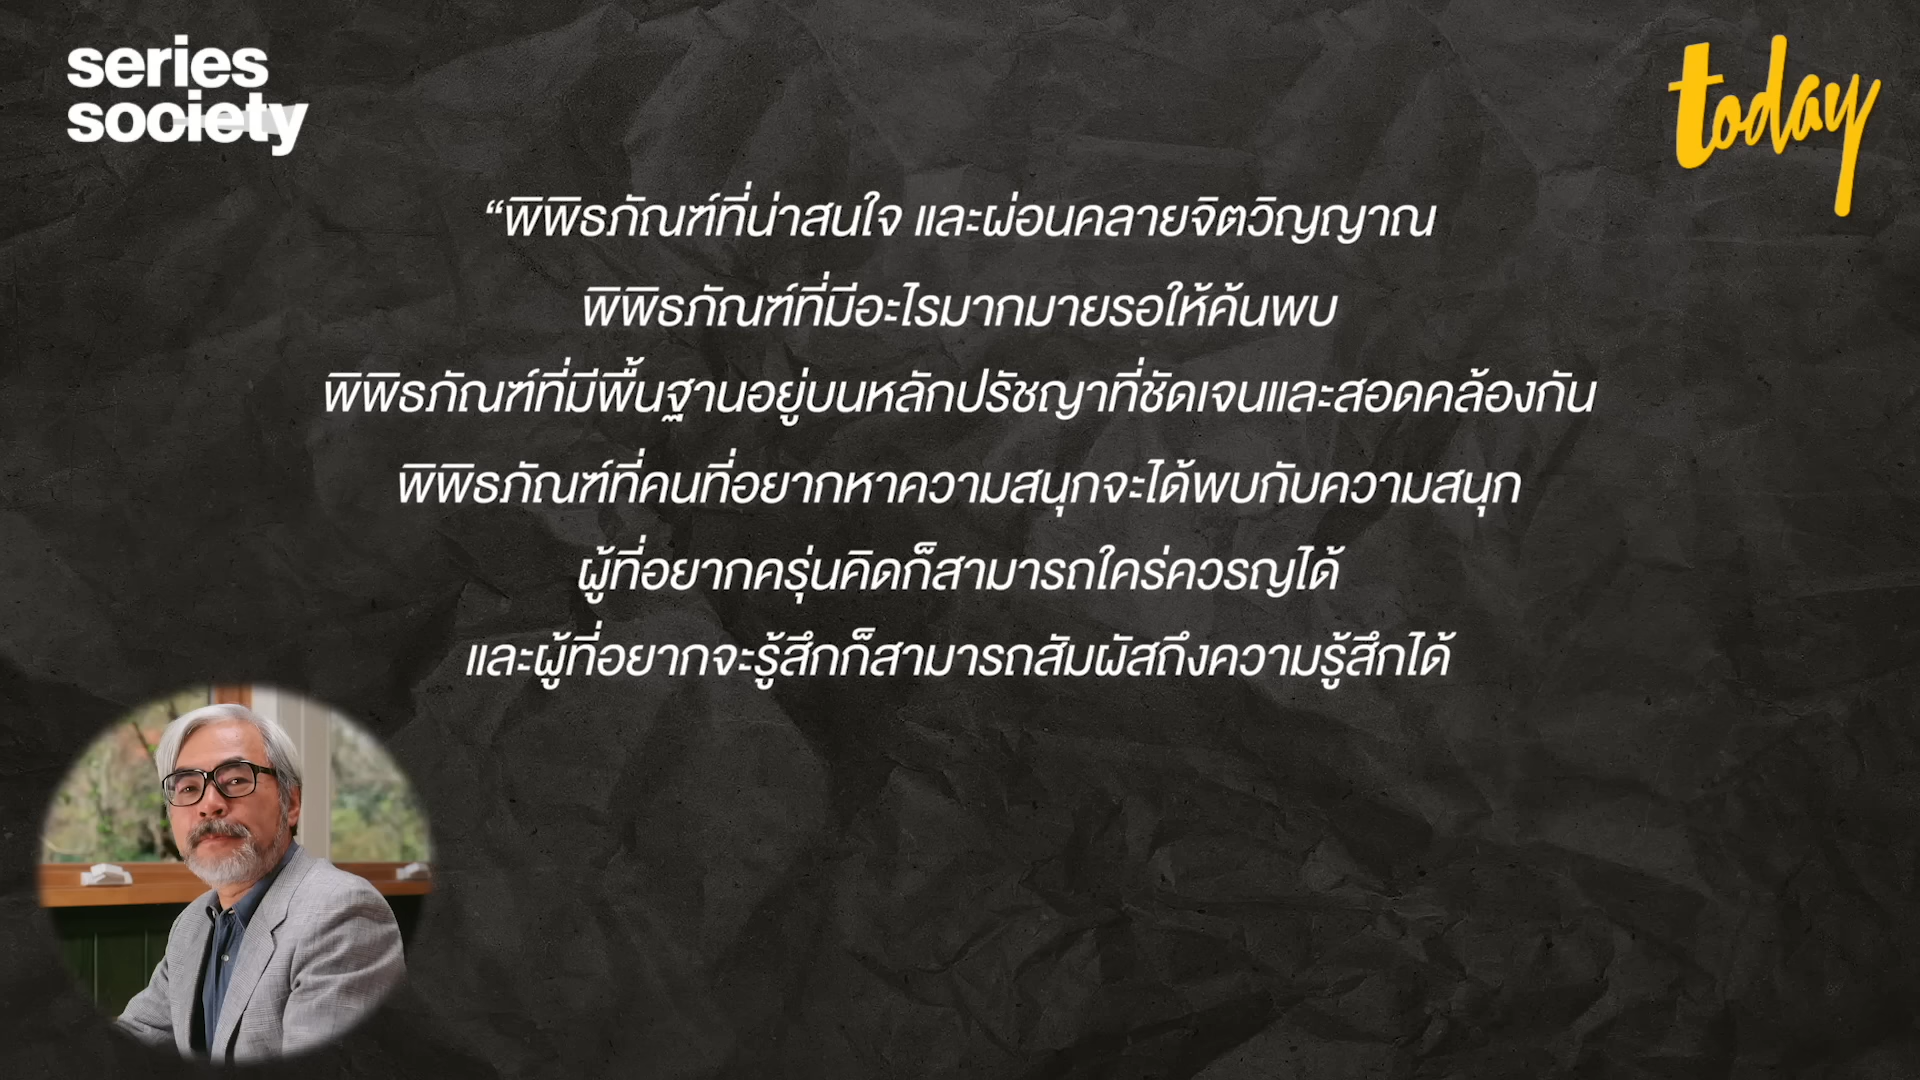 series
society
today
“พิพิธภัณฑ์ที่น่าสนใจ และผ่อนคลายจิตวิญญาณ
พิพิธภัณฑ์ที่มีอะไรมากมายรอให้ค้นพบ
พิพิธภัณฑ์ที่มีพื้นฐานอยู่บนหลักปรัชญาที่ชัดเจนและสอดคล้องกัน
พิพิธภัณฑ์ที่คนที่อยากหาความสนุกจะได้พบกับความสนุก
ผู้ที่อยากครุ่นคิดก็สามารถใคร่ควรญได้
และผู้ที่อยากจะรู้สึกก็สามารถสัมผัสถึงความรู้สึกได้